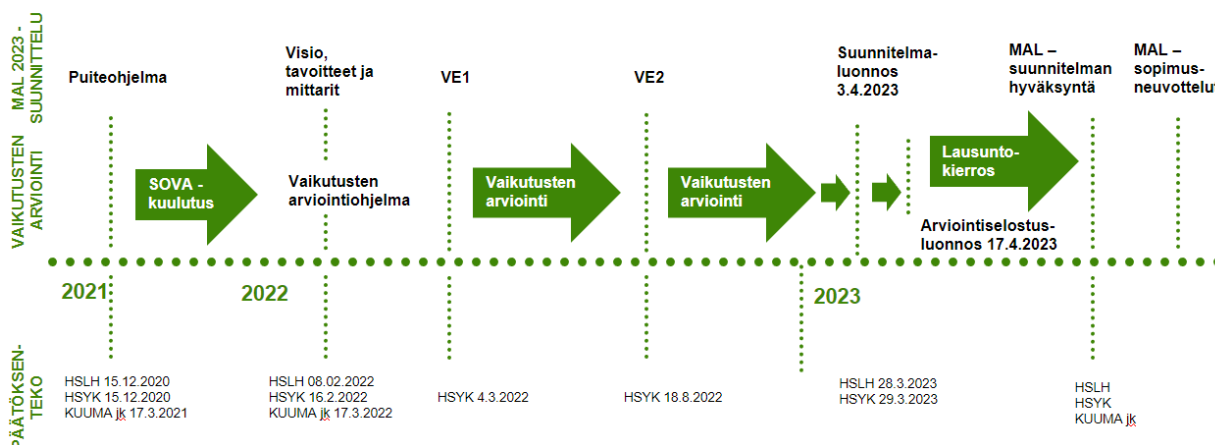 MAL 2023 -
SUUNNITTELU
Puiteohjelma
Visio,
tavoitteet ja
mittarit
VE1
VE2
Suunnitelma-
luonnos
3.4.2023
MAL –
suunnitelman
hyväksyntä
MAL –
sopimus-
neuvottelut
VAIKUTUSTEN
ARVIOINTI
SOVA -
kuulutus
Vaikutusten
arviointiohjelma
Vaikutusten
arviointi
Vaikutusten
arviointi
Lausunto-
kierros
Arviointiselostus-
luonnos 17.4.2023
2021
2022
2023
PÄÄTÖKSEN-
TEKO
HSLH 15.12.2020
HSYK 15.12.2020
KUUMA jk 17.3.2021
HSLH 08.02.2022
HSYK 16.2.2022
KUUMA jk 17.3.2022
HSYK 4.3.2022
HSYK 18.8.2022
HSLH 28.3.2023
HSYK 29.3.2023
HSLH
HSYK
KUUMA jk